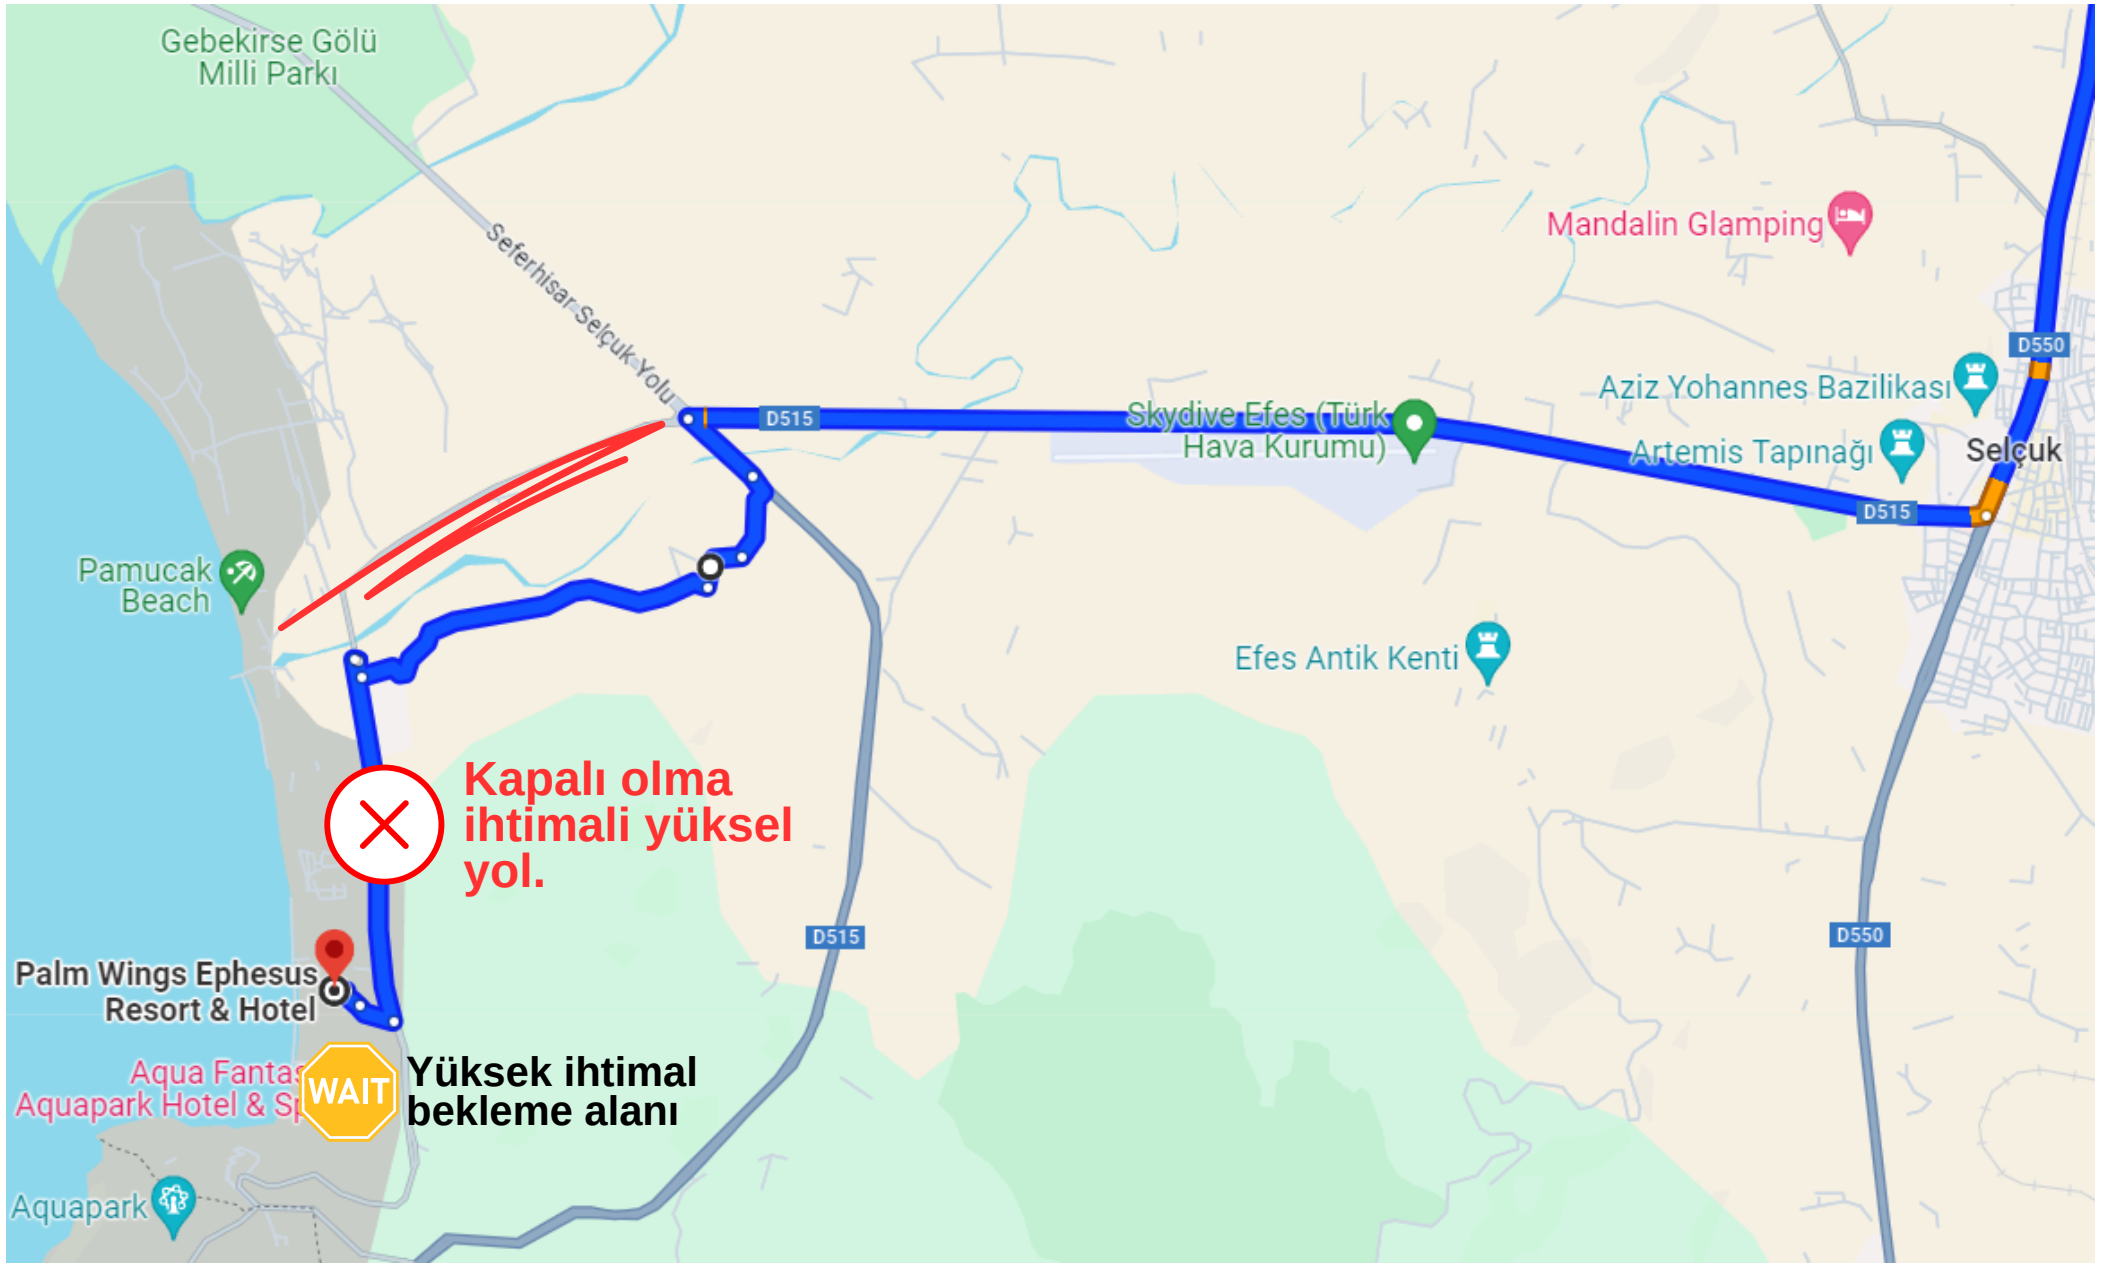 Gebekirse Gölü
Milli Parkı
Seferhisar-Selçuk Yolu
Mandalin Glamping
D550
Aziz Yohannes Bazilikası
D515
Skydive Efes (Türk
Hava Kurumu)
Artemis Tapınağı
Selçuk
D515
Pamucak
Beach
Efes Antik Kenti
Kapalı olma
ihtimali yüksel
yol.
D515
D550
Palm Wings Ephesus
Resort & Hotel
Aqua Fantas
Aquapark Hotel & Sp
WAIT
Yüksek ihtimal
bekleme alanı
Aquapark